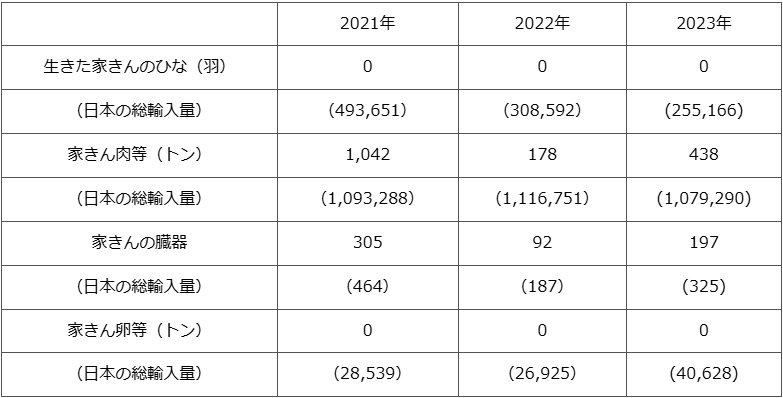 2021年 2022年 2023年
生きた家きんのひな（羽） 0 0 0
（日本の総輸入量） （493,651） （308,592） （255,166)
家きん肉等（トン） 1,042 178 438
（日本の総輸入量） （1,093,288） （1,116,751） （1,079,290)
家きんの臓器 305 92 197
（日本の総輸入量） （464） （187） （325)
家きん卵等（トン） 0 0 0
（日本の総輸入量） （28,539） （26,925） （40,628)